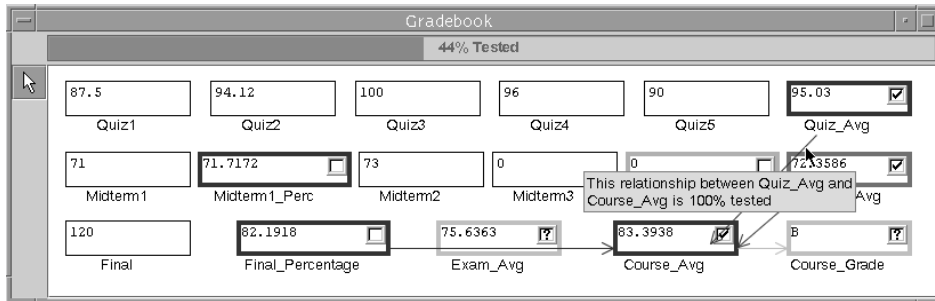 Gradebook
44% Tested
87.5 94.12 100 96 90 95.03
Quiz1 Quiz2 Quiz3 Quiz4 Quiz5 Quiz_Avg
71 71.7172 73 0 0 72.3586
Midterm1 Midterm1_Perc Midterm2 Midterm3 Avg
This relationship between Quiz_Avg and
Course_Avg is 100% tested
120 82.1918 75.6363 ? 83.3938 B ?
Final Final_Percentage Exam_Avg Course_Avg Course_Grade